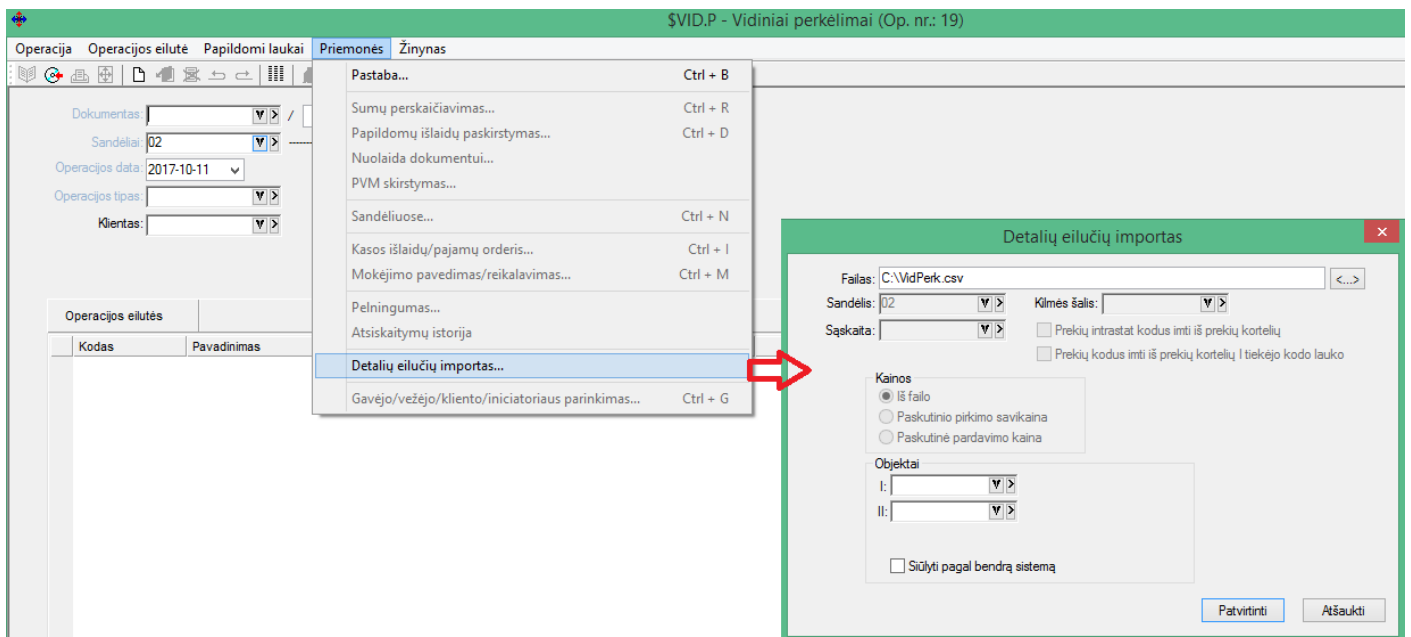 $VID.P - Vidiniai perkėlimai (Op. nr.: 19)
Operacija Operacijos eilutė Papildomi laukai Priemonės Žinynas
Pastaba... Ctrl + B
Sumų perskaičiavimas... Ctrl + R
Papildomų išlaidų paskirstymas... Ctrl + D
Nuolaida dokumentui...
PVM skirstymas...
Sandėliuose... Ctrl + N
Kasos išlaidų/pajamų orderis... Ctrl + I
Mokėjimo pavedimas/reikalavimas... Ctrl + M
Pelningumas...
Atsiskaitymų istorija
Detalių eilučių importas...
Gavėjo/vežėjo/kliento/iniciatoriaus parinkimas... Ctrl + G
Dokumentas: /
Sandėliai: 02
Operacijos data: 2017-10-11
Operacijos tipas:
Klientas:
Operacijos eilutės
Kodas Pavadinimas
Detalių eilučių importas
Failas: C:\VidPerk.csv <...>
Sandėlis: 02 Kilmės šalis:
Sąskaita: Prekių intrastat kodus imti iš prekių kortelių
Prekių kodus imti iš prekių kortelių I tiekėjo kodo lauko
Kainos
Iš failo
Paskutinio pirkimo savikaina
Paskutinė pardavimo kaina
Objektai
I:
II:
Siūlyti pagal bendrą sistemą
Patvirtinti Atšaukti